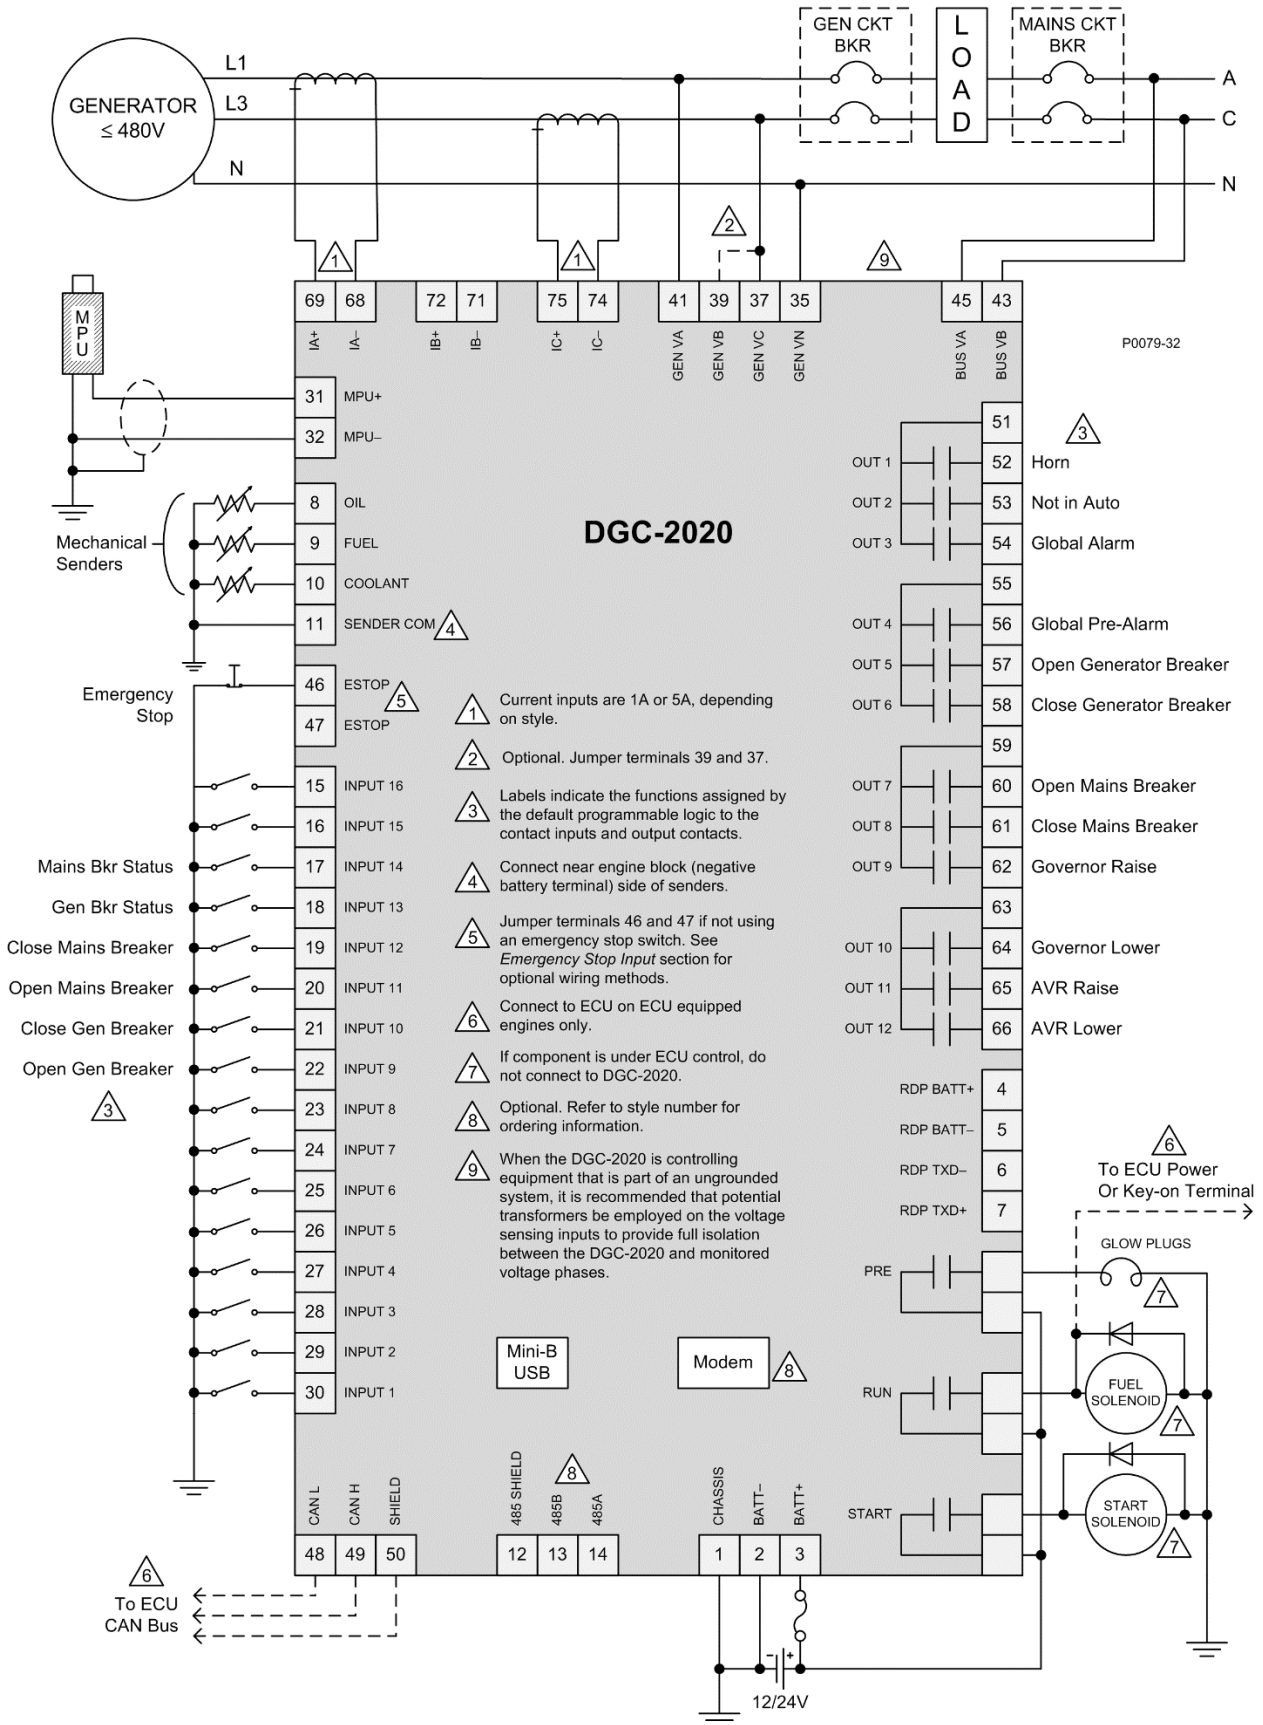 GEN CKT
BKR
L
O
A
D
MAINS CKT
BKR
L1
A
GENERATOR
≤ 480V
L3
C
N
N
2
1
1
9
69
68
72
71
75
74
41
39
37
35
45
43
IA+
IA–
IB+
IB–
IC+
IC–
GEN VA
GEN VB
GEN VC
GEN VN
BUS VA
BUS VB
P0079-32
M
P
U
31 MPU+
32 MPU–
8 OIL
9 FUEL
10 COOLANT
11 SENDER COM
4
Mechanical
Senders
DGC-2020
Emergency
Stop
46 ESTOP
5
47 ESTOP
15 INPUT 16
16 INPUT 15
Mains Bkr Status 17 INPUT 14
Gen Bkr Status 18 INPUT 13
Close Mains Breaker 19 INPUT 12
Open Mains Breaker 20 INPUT 11
Close Gen Breaker 21 INPUT 10
Open Gen Breaker 22 INPUT 9
3
23 INPUT 8
24 INPUT 7
25 INPUT 6
26 INPUT 5
27 INPUT 4
28 INPUT 3
29 INPUT 2
30 INPUT 1
1 Current inputs are 1A or 5A, depending
on style.
2 Optional. Jumper terminals 39 and 37.
3 Labels indicate the functions assigned by
the default programmable logic to the
contact inputs and output contacts.
4 Connect near engine block (negative
battery terminal) side of senders.
5 Jumper terminals 46 and 47 if not using
an emergency stop switch. See
Emergency Stop Input section for
optional wiring methods.
6 Connect to ECU on ECU equipped
engines only.
7 If component is under ECU control, do
not connect to DGC-2020.
8 Optional. Refer to style number for
ordering information.
9 When the DGC-2020 is controlling
equipment that is part of an ungrounded
system, it is recommended that potential
transformers be employed on the voltage
sensing inputs to provide full isolation
between the DGC-2020 and monitored
voltage phases.
51
3
OUT 1 52 Horn
OUT 2 53 Not in Auto
OUT 3 54 Global Alarm
55
OUT 4 56 Global Pre-Alarm
OUT 5 57 Open Generator Breaker
OUT 6 58 Close Generator Breaker
59
OUT 7 60 Open Mains Breaker
OUT 8 61 Close Mains Breaker
OUT 9 62 Governor Raise
63
OUT 10 64 Governor Lower
OUT 11 65 AVR Raise
OUT 12 66 AVR Lower
RDP BATT+ 4
RDP BATT– 5
RDP TXD– 6
RDP TXD+ 7
6
To ECU Power
Or Key-on Terminal
PRE
GLOW PLUGS
7
RUN
FUEL
SOLENOID
7
START
START
SOLENOID
7
Mini-B
USB
Modem
8
CAN L
CAN H
SHIELD
485 SHIELD
485B
485A
8
CHASSIS
BATT–
BATT+
48
49
50
12
13
14
1
2
3
6
To ECU
CAN Bus
- +
12/24V